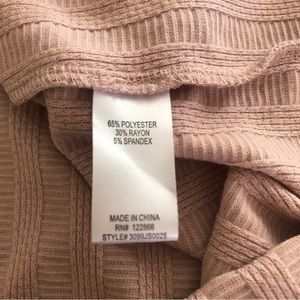 65% POLYESTER
30% RAYON
5% SPANDEX
MADE IN CHINA
RN# 122866
STYLE# 3099JS0025